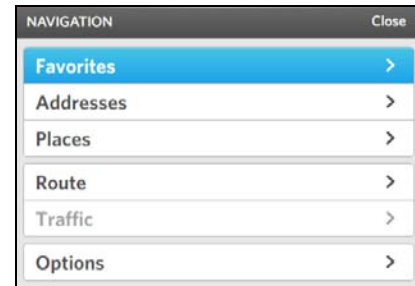 NAVIGATION Close
Favorites
Addresses
Places
Route
Traffic
Options